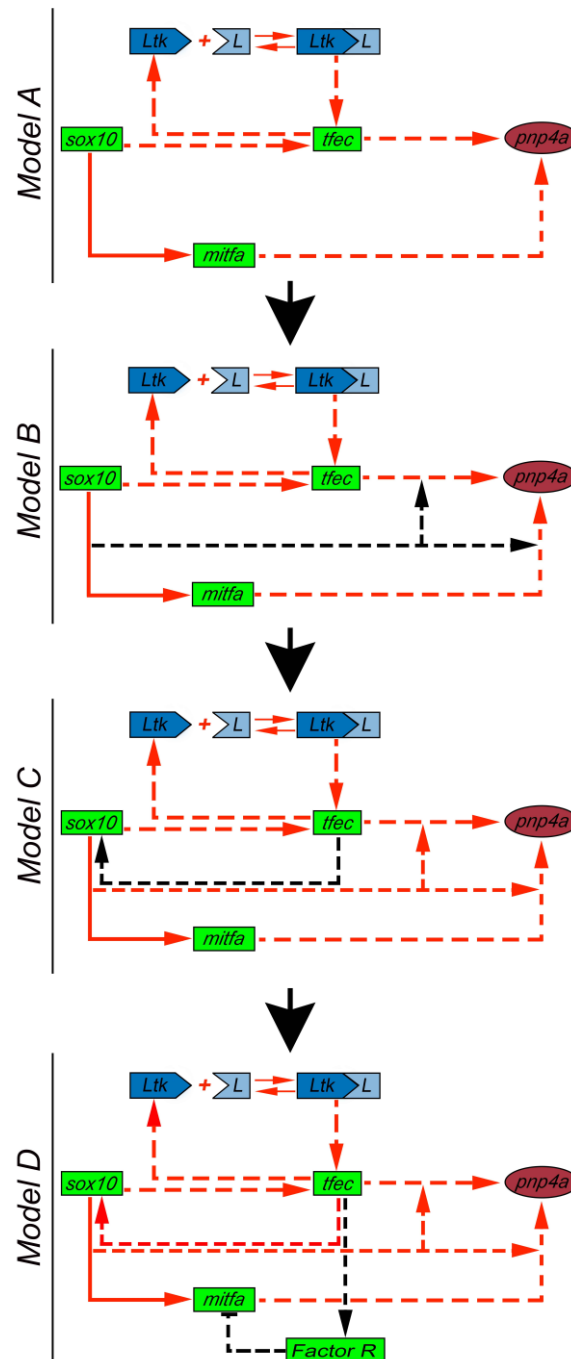 Model A
Ltk + L Ltk L
sox10 tfec pnp4a
mitfa
Model B
Ltk + L Ltk L
sox10 tfec pnp4a
mitfa
Model C
Ltk + L Ltk L
sox10 tfec pnp4a
mitfa
Model D
Ltk + L Ltk L
sox10 tfec pnp4a
mitfa
Factor R